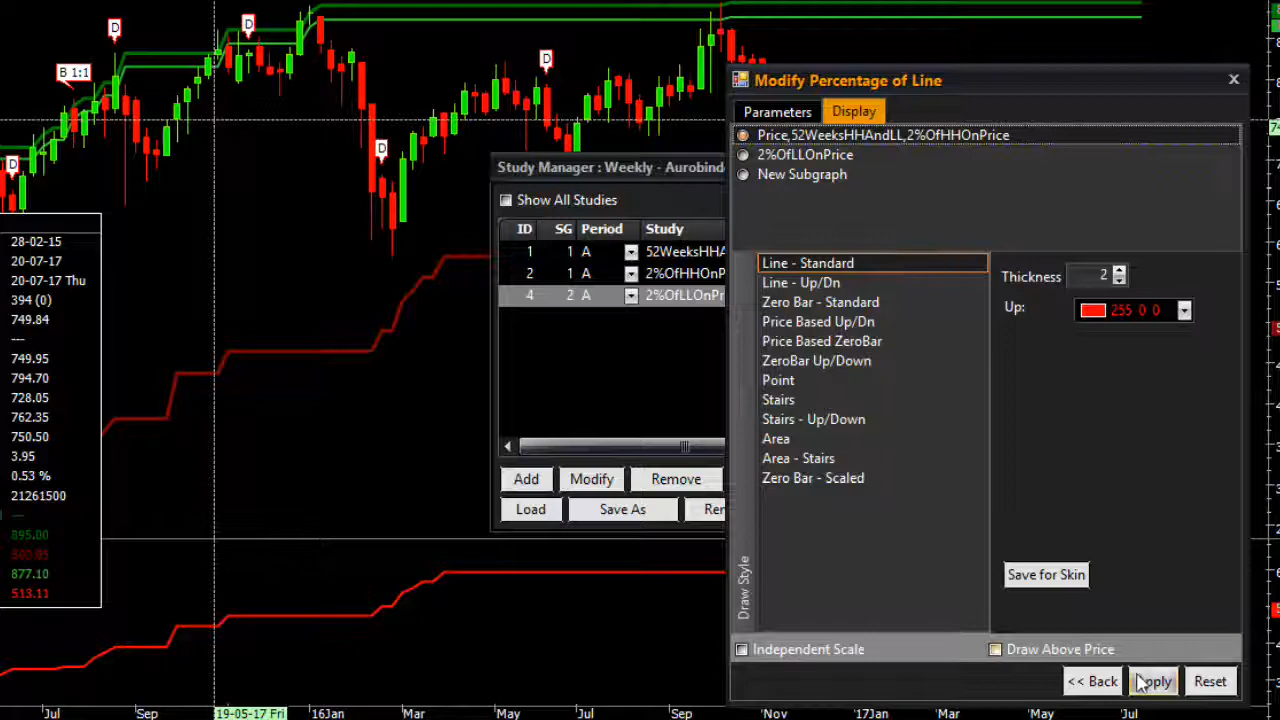 D
D
B 1:1
D
D
D
28-02-15
20-07-17
20-07-17 Thu
394 (0)
749.84
---
749.95
794.70
728.05
762.35
750.50
3.95
0.53 %
21261500
---
895.00
877.10
513.11
Study Manager : Weekly - Aurobind
Show All Studies
ID SG Period Study
1 1 A 52WeeksHHA
2 1 A 2%OfHHOnP
4 2 A 2%OfLLOnPr
Add Modify Remove
Load Save As Rer
Modify Percentage of Line
Parameters Display
Price,52WeeksHHAndLL,2%OfHHOnPrice
2%OfLLOnPrice
New Subgraph
Line - Standard
Line - Up/Dn
Zero Bar - Standard
Price Based Up/Dn
Price Based ZeroBar
ZeroBar Up/Down
Point
Stairs
Stairs - Up/Down
Area
Area - Stairs
Zero Bar - Scaled
Draw Style
Thickness 2
Up: 255 0 0
Save for Skin
Independent Scale Draw Above Price
<< Back Apply Reset
Jul Sep 19-05-17 Fri 16Jan Mar May Jul Sep Nov 17Jan Mar May Jul